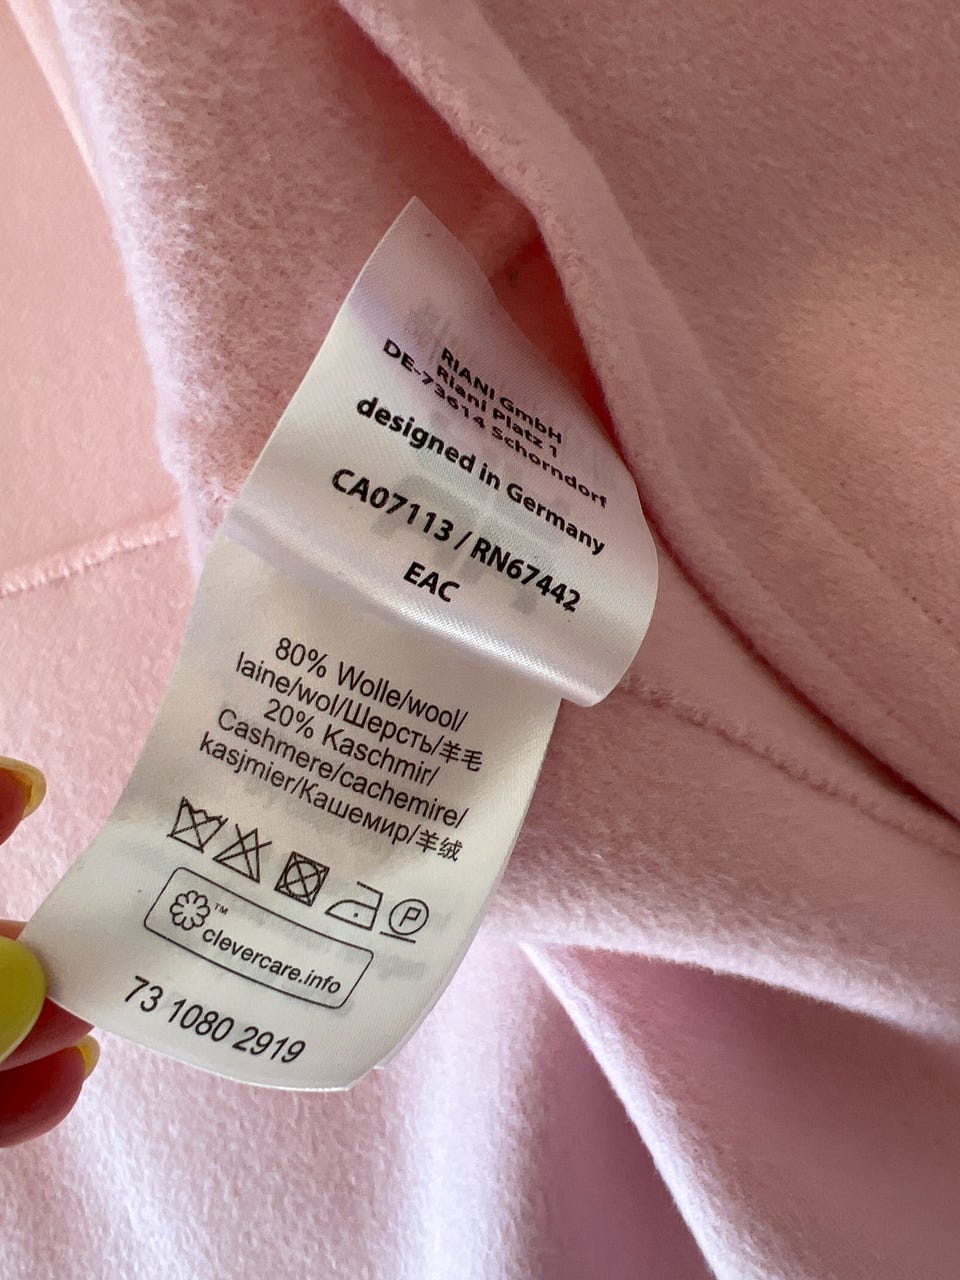 RIANI GmbH
Riani Platz 1
DE-73614 Schorndorf
designed in Germany
CA07113 / RN67442
EAC
80% Wolle/wool/
laine/wol/Шерсть/羊毛
20% Kaschmir/
Cashmere/cachemire/
kasjmier/Кашемир/羊绒
P
™
clevercare.info
73 1080 2919